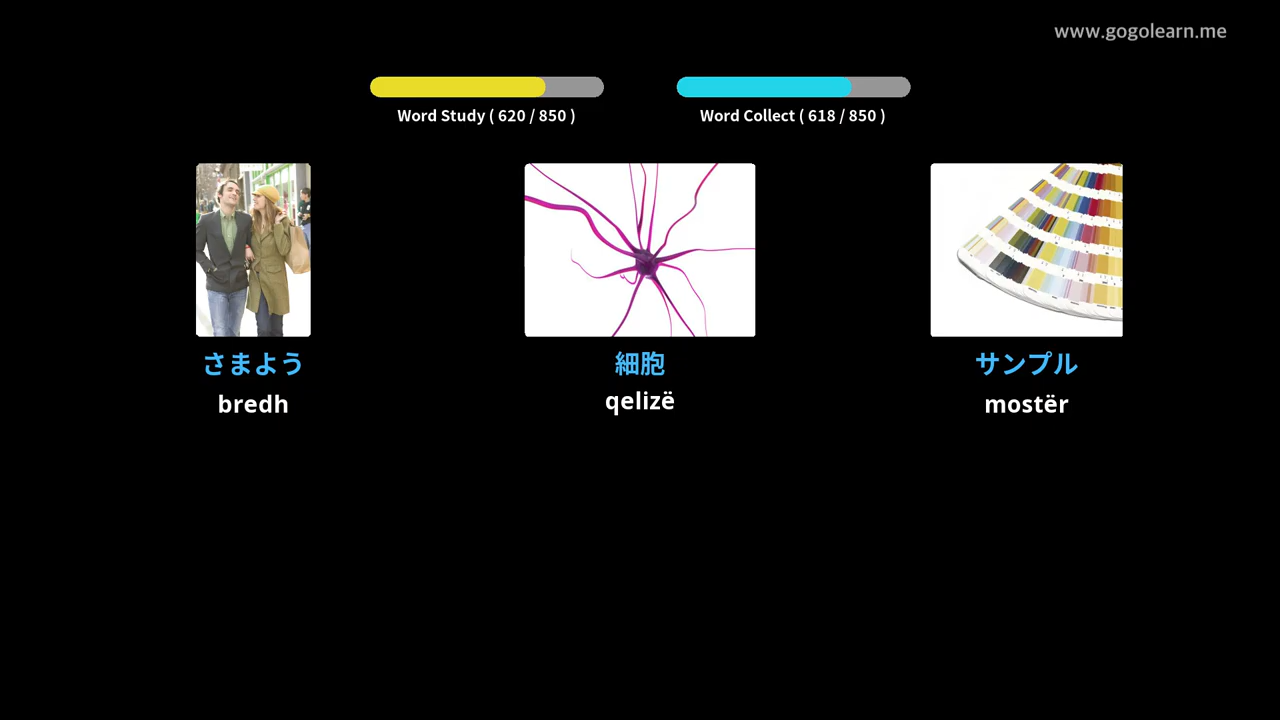 www.gogolearn.me
Word Study ( 620 / 850 )
Word Collect ( 618 / 850 )
さまよう
細胞
サンプル
bredh
qelizë
mostër